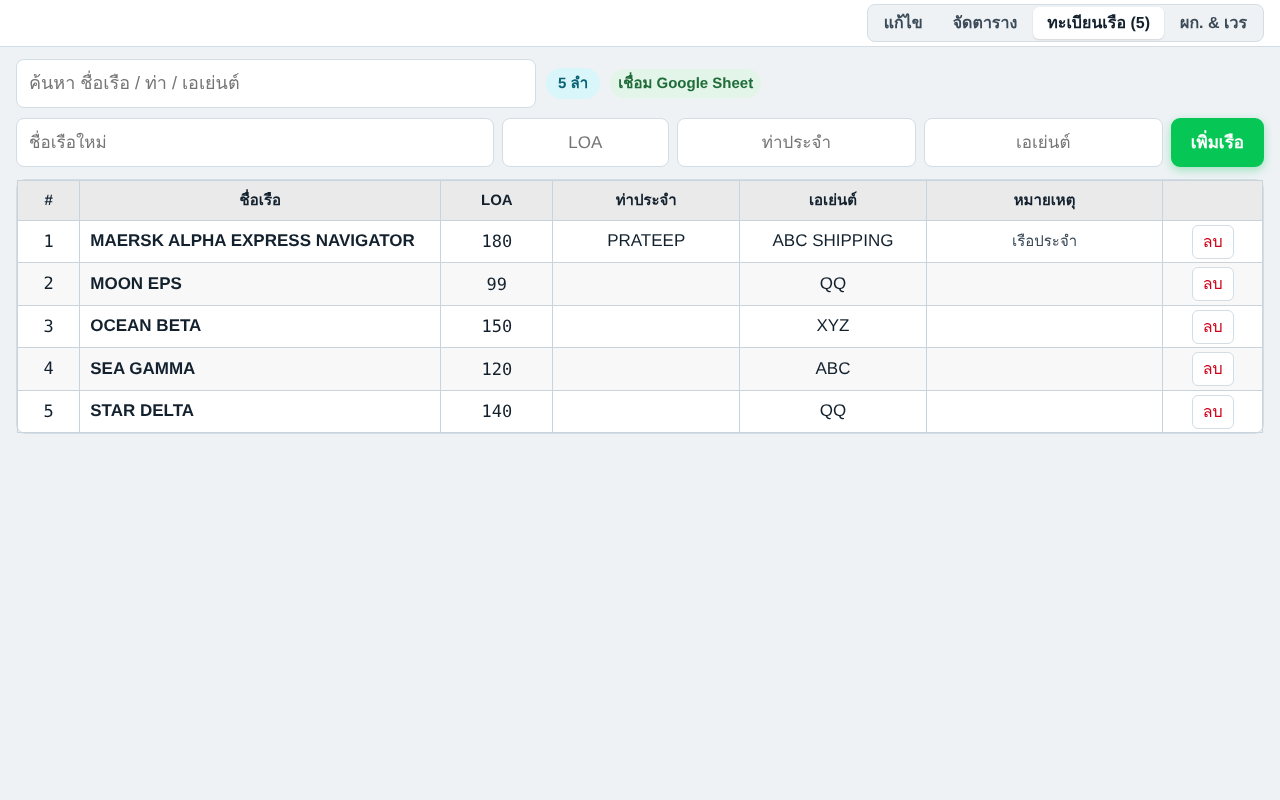 แก้ไข จัดตาราง ทะเบียนเรือ (5) ผก. & เวร
ค้นหา ชื่อเรือ / ท่า / เอเย่นต์ 5 ลำ เชื่อม Google Sheet
ชื่อเรือใหม่ LOA ท่าประจำ เอเย่นต์ เพิ่มเรือ
# ชื่อเรือ LOA ท่าประจำ เอเย่นต์ หมายเหตุ
1 MAERSK ALPHA EXPRESS NAVIGATOR 180 PRATEEP ABC SHIPPING เรือประจำ ลบ
2 MOON EPS 99 QQ ลบ
3 OCEAN BETA 150 XYZ ลบ
4 SEA GAMMA 120 ABC ลบ
5 STAR DELTA 140 QQ ลบ